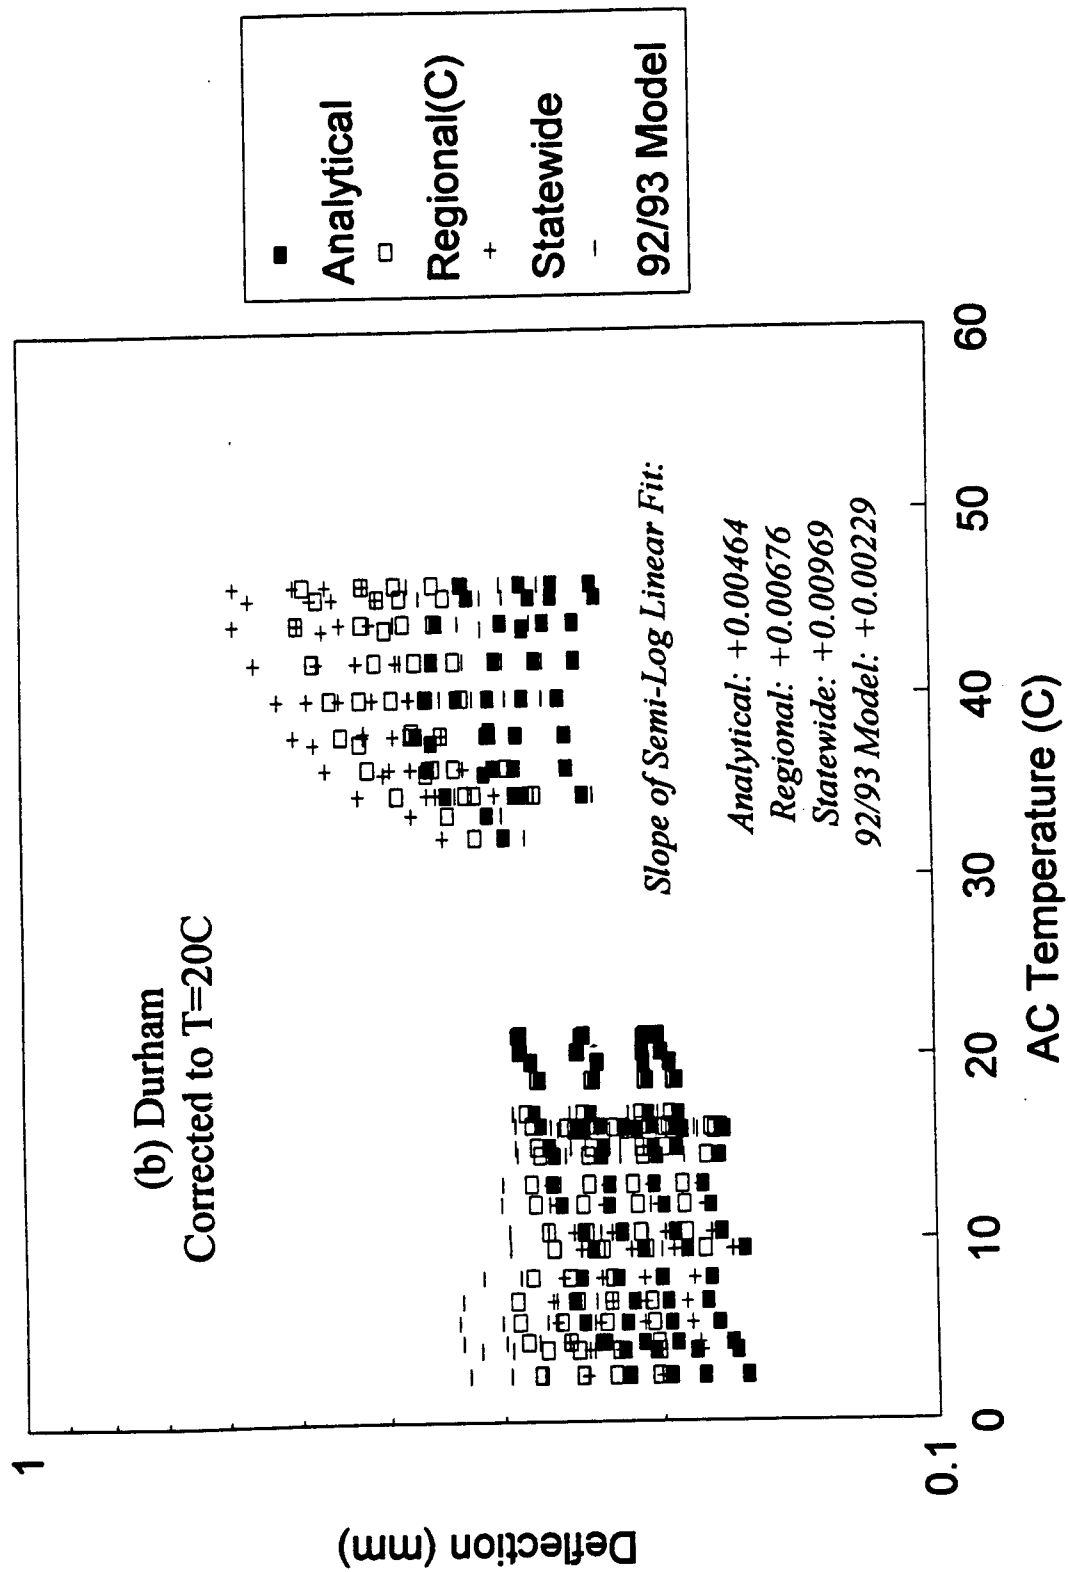 (b) Durham
Corrected to T=20C
Deflection (mm)
1
0.1
0
10
20
30
40
50
60
AC Temperature (C)
Slope of Semi-Log Linear Fit:
Analytical: +0.00464
Regional: +0.00676
Statewide: +0.00969
92/93 Model: +0.00229
Analytical
Regional(C)
Statewide
92/93 Model